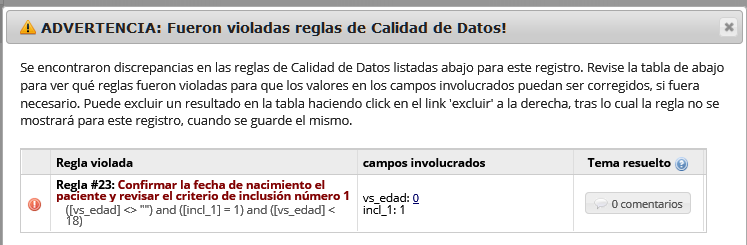 ADVERTENCIA: Fueron violadas reglas de Calidad de Datos!
Se encontraron discrepancias en las reglas de Calidad de Datos listadas abajo para este registro. Revise la tabla de abajo
para ver qué reglas fueron violadas para que los valores en los campos involucrados puedan ser corregidos, si fuera
necesario. Puede excluir un resultado en la tabla haciendo click en el link 'excluir' a la derecha, tras lo cual la regla no se
mostrará para este registro, cuando se guarde el mismo.
Regla violada campos involucrados Tema resuelto ?
Regla #23: Confirmar la fecha de nacimiento el
paciente y revisar el criterio de inclusión número 1
([vs_edad] <> "") and ([incl_1] = 1) and ([vs_edad] <
18)
vs_edad: 0
incl_1: 1
0 comentarios